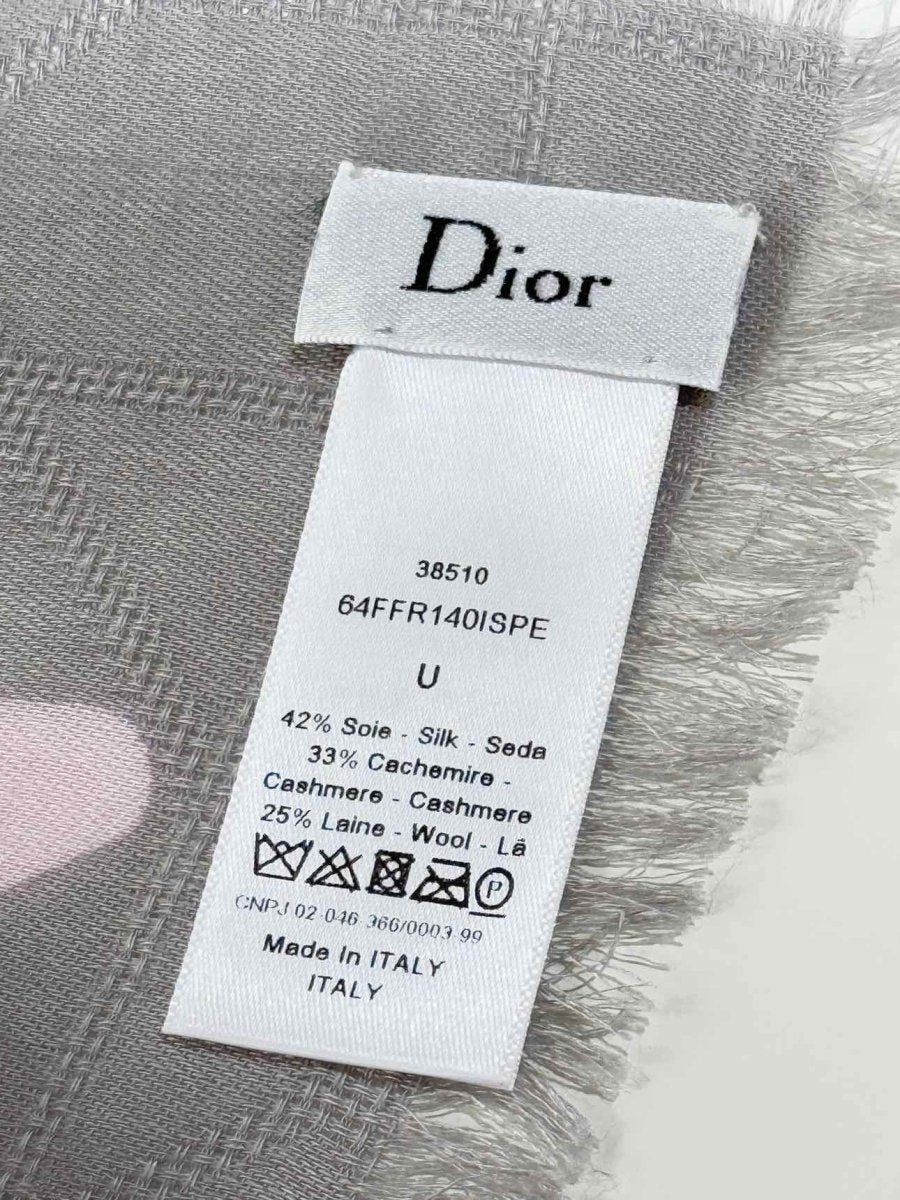 Dior
38510
64FFR140ISPE
U
42% Soie - Silk - Seda
33% Cachemire -
Cashmere - Cashmere
25% Laine - Wool - Lã
P
CNPJ 02-046-366/0003-99
Made in ITALY
ITALY